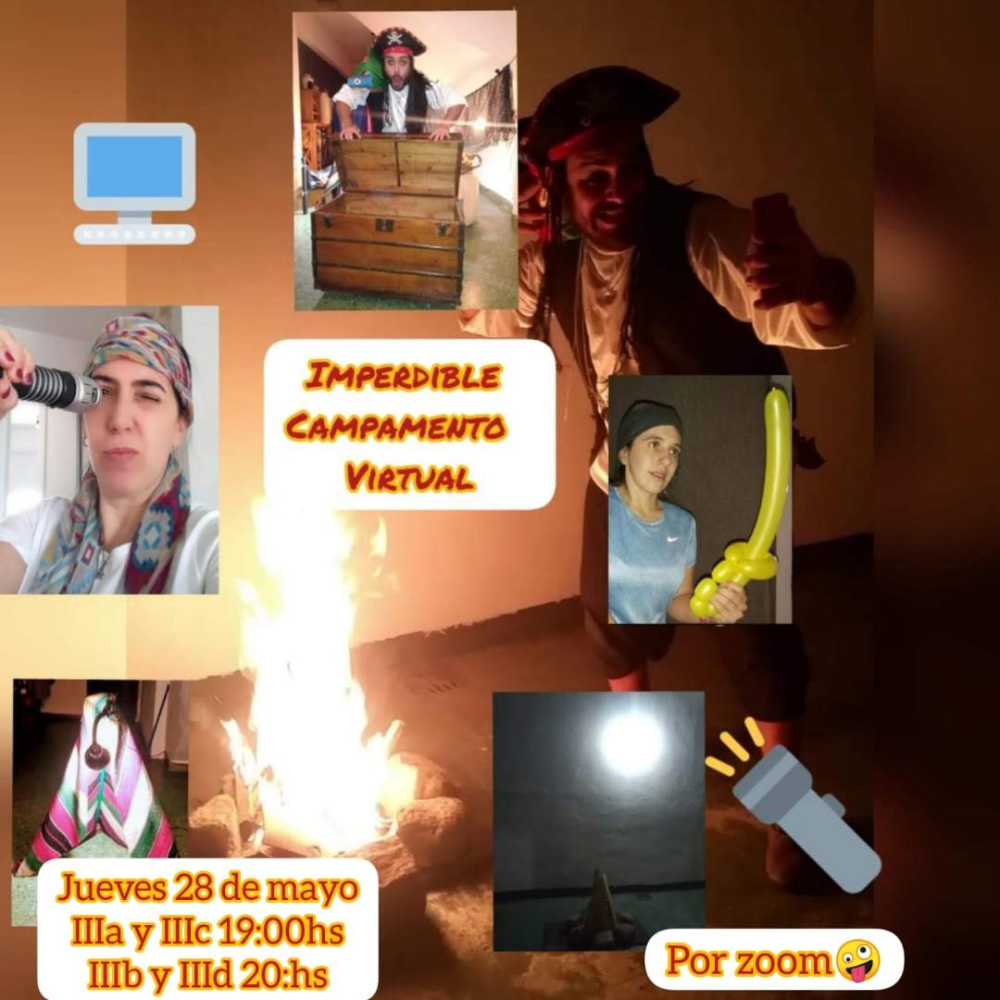 Imperdible
Campamento
Virtual
Jueves 28 de mayo
IIIa y IIIc 19:00hs
IIIb y IIId 20:hs
Por zoom🤪